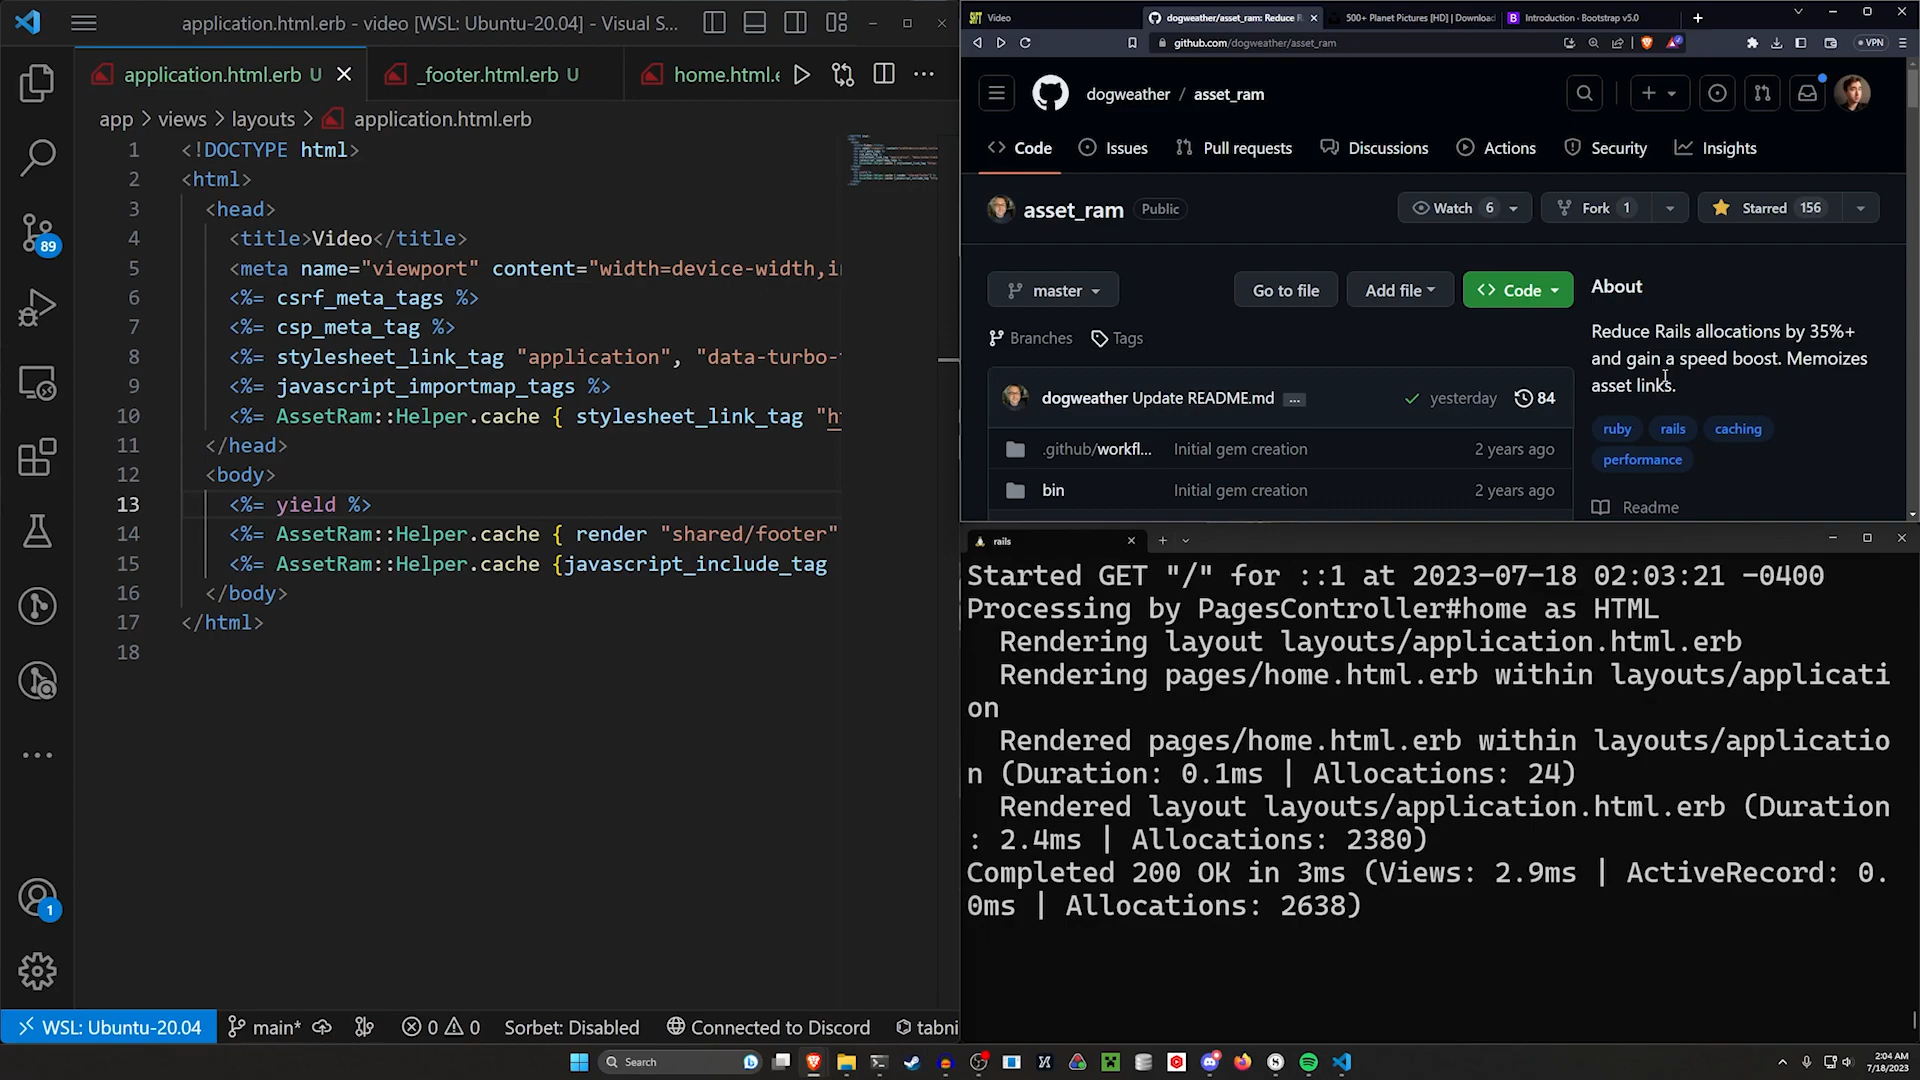 application.html.erb - video [WSL: Ubuntu-20.04] - Visual S...
application.html.erb U
_footer.html.erb U
home.html.e
app > views > layouts > application.html.erb
1 <!DOCTYPE html>
2 <html>
3 <head>
4 <title>Video</title>
5 <meta name="viewport" content="width=device-width,in
6 <%= csrf_meta_tags %>
7 <%= csp_meta_tag %>
8 <%= stylesheet_link_tag "application", "data-turbo-
9 <%= javascript_importmap_tags %>
10 <%= AssetRam::Helper.cache { stylesheet_link_tag "h
11 </head>
12 <body>
13 <%= yield %>
14 <%= AssetRam::Helper.cache { render "shared/footer"
15 <%= AssetRam::Helper.cache {javascript_include_tag
16 </body>
17 </html>
18
89
1
WSL: Ubuntu-20.04
main*
0
0
Sorbet: Disabled
Connected to Discord
tabni
Video
dogweather/asset_ram: Reduce R
500+ Planet Pictures [HD] | Download
Introduction · Bootstrap v5.0
github.com/dogweather/asset_ram
VPN
dogweather / asset_ram
Code
Issues
Pull requests
Discussions
Actions
Security
Insights
asset_ram Public
Watch 6
Fork 1
Starred 156
master
Go to file
Add file
Code
Branches
Tags
dogweather Update README.md ...
yesterday
84
.github/workfl... Initial gem creation 2 years ago
bin Initial gem creation 2 years ago
About
Reduce Rails allocations by 35%+
and gain a speed boost. Memoizes
asset links.
ruby rails caching
performance
Readme
rails
Started GET "/" for ::1 at 2023-07-18 02:03:21 -0400
Processing by PagesController#home as HTML
Rendering layout layouts/application.html.erb
Rendering pages/home.html.erb within layouts/applicati
on
Rendered pages/home.html.erb within layouts/applicatio
n (Duration: 0.1ms | Allocations: 24)
Rendered layout layouts/application.html.erb (Duration
: 2.4ms | Allocations: 2380)
Completed 200 OK in 3ms (Views: 2.9ms | ActiveRecord: 0.
0ms | Allocations: 2638)
Search
2:04 AM
7/18/2023